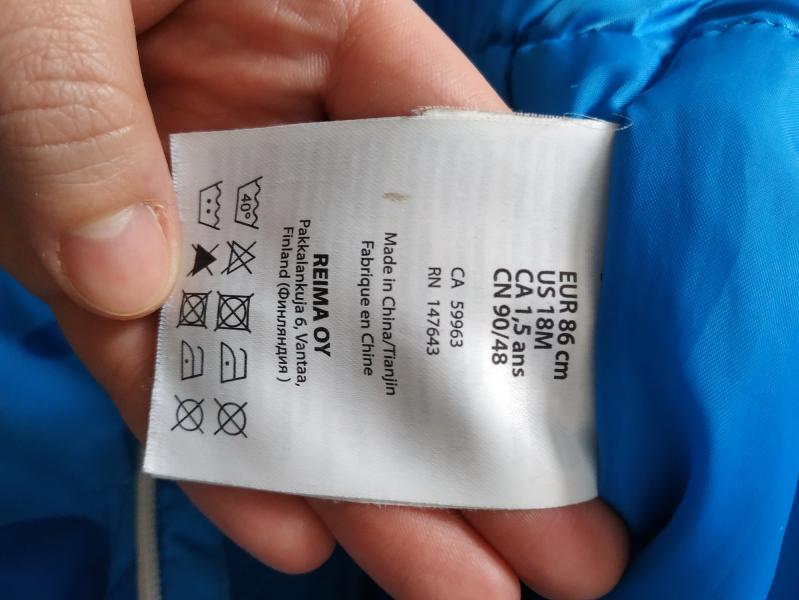 EUR 86 cm
US 18M
CA 1,5 ans
CN 90/48
CA 59963
RN 147643
Made in China/Tianjin
Fabrique en Chine
REIMA OY
Pakkalankuja 6, Vantaa,
Finland (Финляндия )
40°